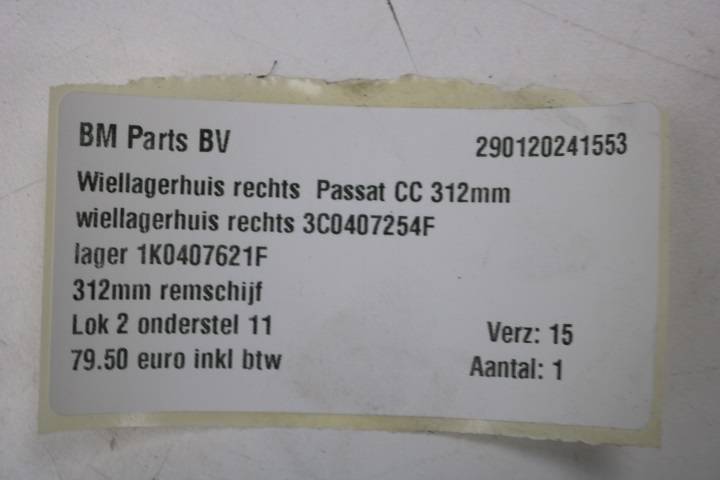 BM Parts BV 290120241553
Wiellagerhuis rechts Passat CC 312mm
wiellagerhuis rechts 3C0407254F
lager 1K0407621F
312mm remschijf
Lok 2 onderstel 11 Verz: 15
79.50 euro inkl btw Aantal: 1